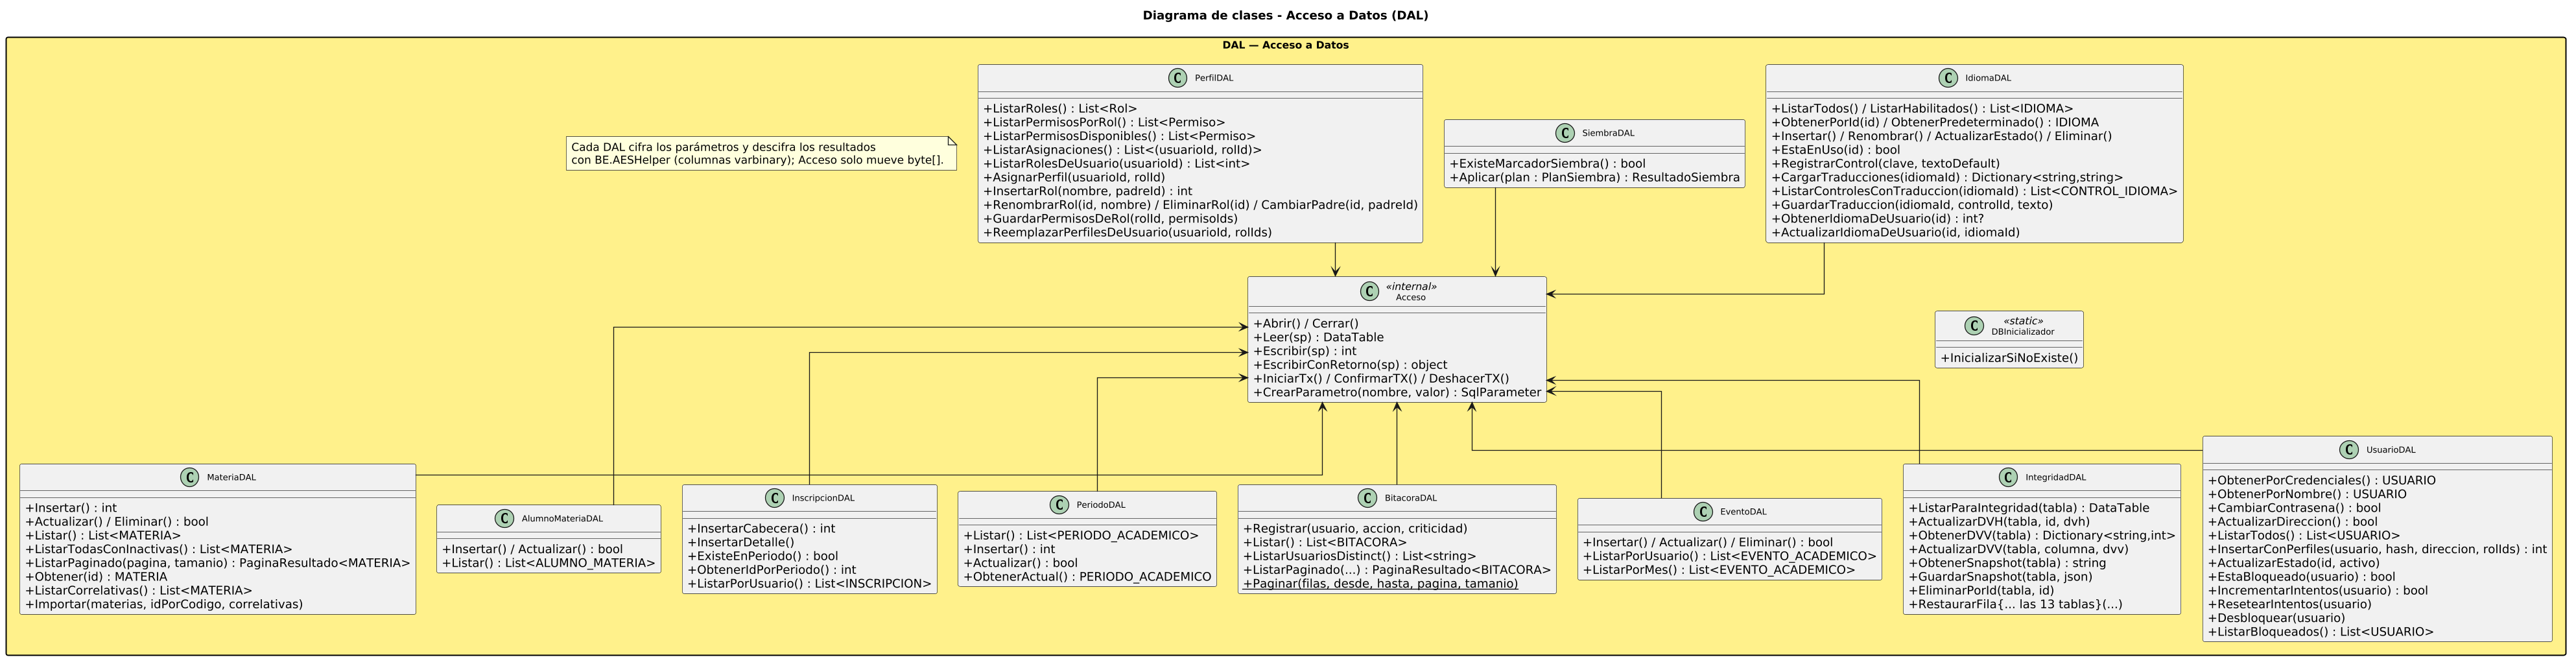 Diagrama de clases - Acceso a Datos (DAL)
DAL — Acceso a Datos
PerfilDAL
+ListarRoles() : List<Rol>
+ListarPermisosPorRol() : List<Permiso>
+ListarPermisosDisponibles() : List<Permiso>
+ListarAsignaciones() : List<(usuarioId, rolId)>
+ListarRolesDeUsuario(usuarioId) : List<int>
+AsignarPerfil(usuarioId, rolId)
+InsertarRol(nombre, padreId) : int
+RenombrarRol(id, nombre) / EliminarRol(id) / CambiarPadre(id, padreId)
+GuardarPermisosDeRol(rolId, permisoIds)
+ReemplazarPerfilesDeUsuario(usuarioId, rolIds)
IdiomaDAL
+ListarTodos() / ListarHabilitados() : List<IDIOMA>
+ObtenerPorId(id) / ObtenerPredeterminado() : IDIOMA
+Insertar() / Renombrar() / ActualizarEstado() / Eliminar()
+EstaEnUso(id) : bool
+RegistrarControl(clave, textoDefault)
+CargarTraducciones(idiomaId) : Dictionary<string,string>
+ListarControlesConTraduccion(idiomaId) : List<CONTROL_IDIOMA>
+GuardarTraduccion(idiomaId, controlId, texto)
+ObtenerIdiomaDeUsuario(id) : int?
+ActualizarIdiomaDeUsuario(id, idiomaId)
SiembraDAL
+ExisteMarcadorSiembra() : bool
+Aplicar(plan : PlanSiembra) : ResultadoSiembra
Cada DAL cifra los parámetros y descifra los resultados
con BE.AESHelper (columnas varbinary); Acceso solo mueve byte[].
«internal»
Acceso
+Abrir() / Cerrar()
+Leer(sp) : DataTable
+Escribir(sp) : int
+EscribirConRetorno(sp) : object
+IniciarTx() / ConfirmarTX() / DeshacerTX()
+CrearParametro(nombre, valor) : SqlParameter
«static»
DBInicializador
+InicializarSiNoExiste()
MateriaDAL
+Insertar() : int
+Actualizar() / Eliminar() : bool
+Listar() : List<MATERIA>
+ListarTodasConInactivas() : List<MATERIA>
+ListarPaginado(pagina, tamanio) : PaginaResultado<MATERIA>
+Obtener(id) : MATERIA
+ListarCorrelativas() : List<MATERIA>
+Importar(materias, idPorCodigo, correlativas)
AlumnoMateriaDAL
+Insertar() / Actualizar() : bool
+Listar() : List<ALUMNO_MATERIA>
InscripcionDAL
+InsertarCabecera() : int
+InsertarDetalle()
+ExisteEnPeriodo() : bool
+ObtenerIdPorPeriodo() : int
+ListarPorUsuario() : List<INSCRIPCION>
PeriodoDAL
+Listar() : List<PERIODO_ACADEMICO>
+Insertar() : int
+Actualizar() : bool
+ObtenerActual() : PERIODO_ACADEMICO
BitacoraDAL
+Registrar(usuario, accion, criticidad)
+Listar() : List<BITACORA>
+ListarUsuariosDistinct() : List<string>
+ListarPaginado(...) : PaginaResultado<BITACORA>
+Paginar(filas, desde, hasta, pagina, tamanio)
EventoDAL
+Insertar() / Actualizar() / Eliminar() : bool
+ListarPorUsuario() : List<EVENTO_ACADEMICO>
+ListarPorMes() : List<EVENTO_ACADEMICO>
IntegridadDAL
+ListarParaIntegridad(tabla) : DataTable
+ActualizarDVH(tabla, id, dvh)
+ObtenerDVV(tabla) : Dictionary<string,int>
+ActualizarDVV(tabla, columna, dvv)
+ObtenerSnapshot(tabla) : string
+GuardarSnapshot(tabla, json)
+EliminarPorId(tabla, id)
+RestaurarFila{... las 13 tablas}(...)
UsuarioDAL
+ObtenerPorCredenciales() : USUARIO
+ObtenerPorNombre() : USUARIO
+CambiarContrasena() : bool
+ActualizarDireccion() : bool
+ListarTodos() : List<USUARIO>
+InsertarConPerfiles(usuario, hash, direccion, rolIds) : int
+ActualizarEstado(id, activo)
+EstaBloqueado(usuario) : bool
+IncrementarIntentos(usuario) : bool
+ResetearIntentos(usuario)
+Desbloquear(usuario)
+ListarBloqueados() : List<USUARIO>